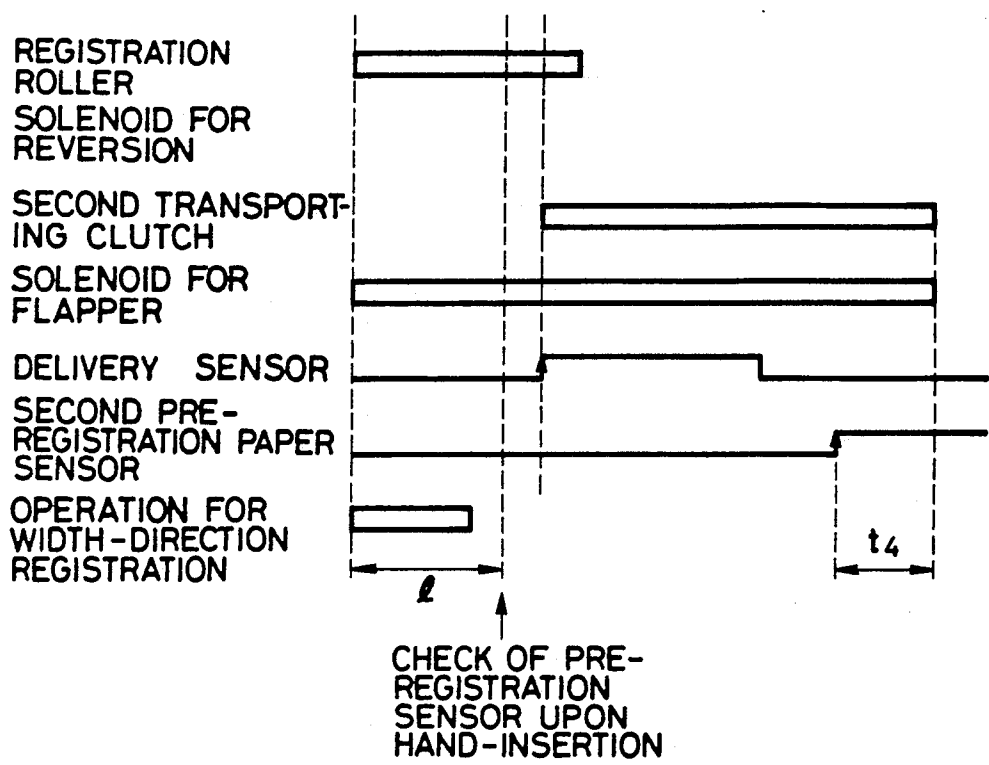 REGISTRATION
ROLLER
SOLENOID FOR
REVERSION
SECOND TRANSPORT-
ING CLUTCH
SOLENOID FOR
FLAPPER
DELIVERY SENSOR
SECOND PRE-
REGISTRATION PAPER
SENSOR
OPERATION FOR
WIDTH-DIRECTION
REGISTRATION
ℓ
t4
CHECK OF PRE-
REGISTRATION
SENSOR UPON
HAND-INSERTION